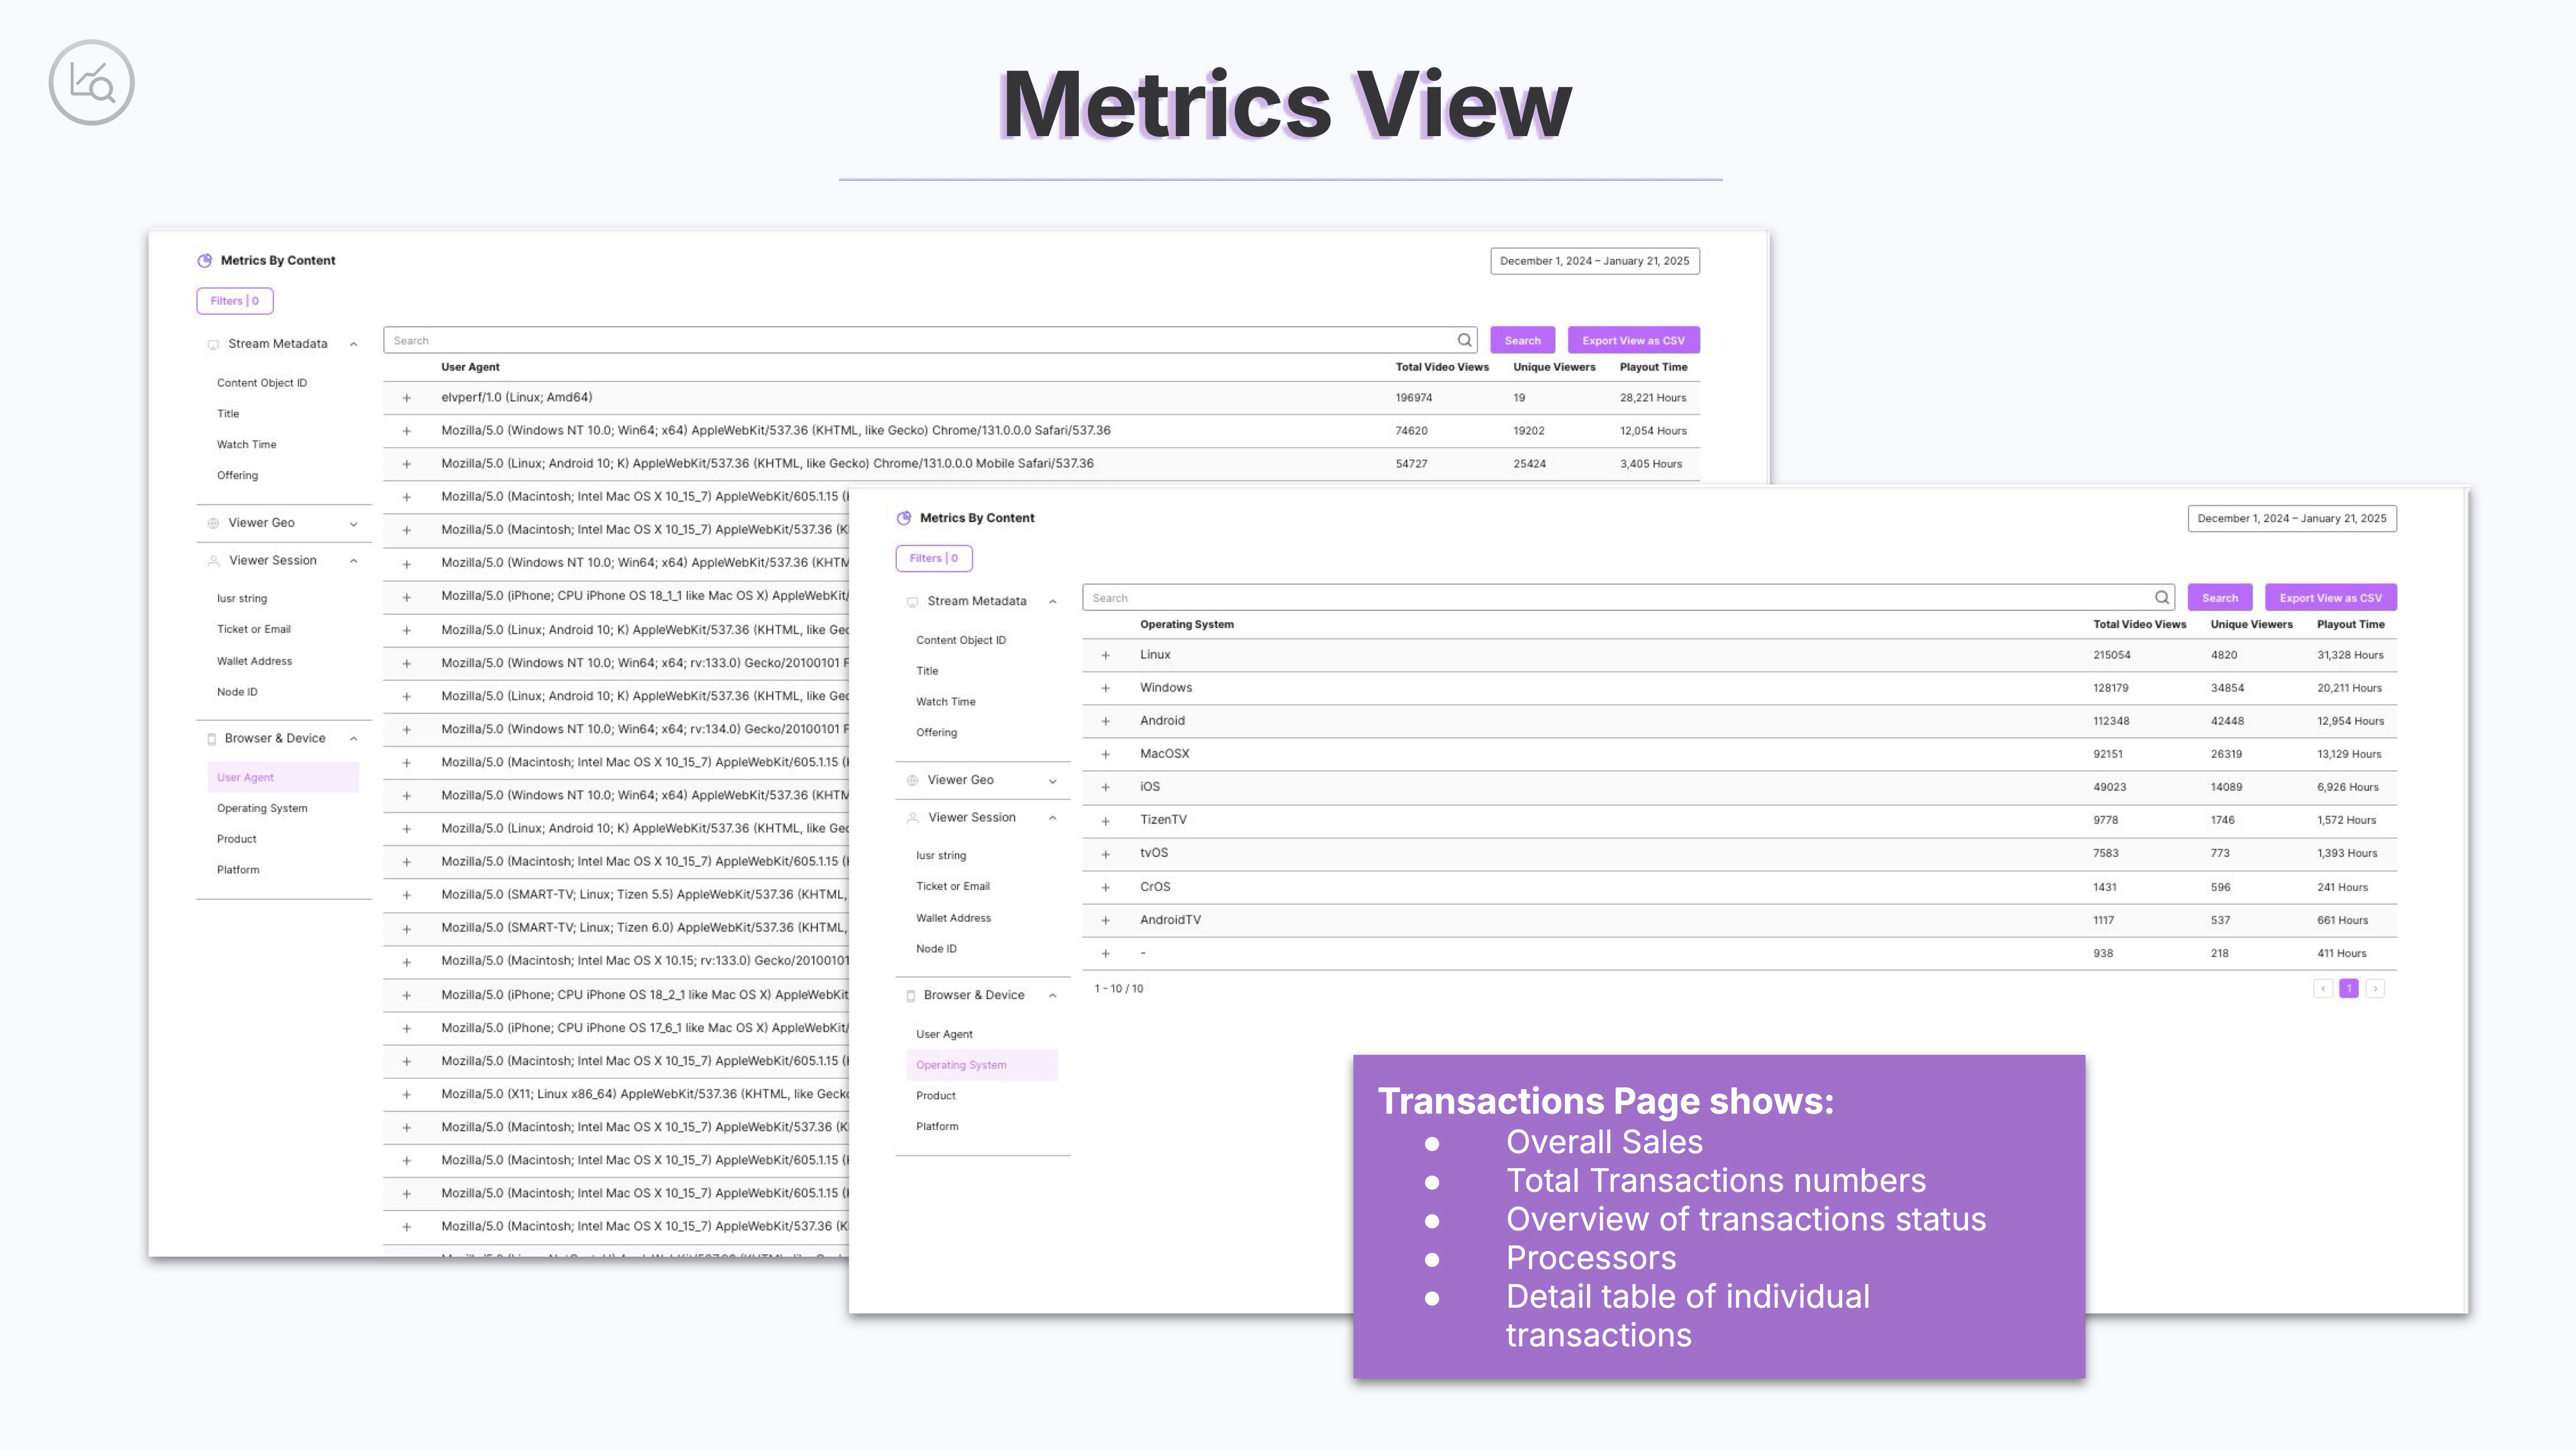 Metrics View
Metrics By Content
December 1, 2024 – January 21, 2025
Filters | 0
Stream Metadata
Content Object ID
Title
Watch Time
Offering
Viewer Geo
Viewer Session
Iusr string
Ticket or Email
Wallet Address
Node ID
Browser & Device
User Agent
Operating System
Product
Platform
Search
Search
Export View as CSV
User Agent Total Video Views Unique Viewers Playout Time
+ elvperf/1.0 (Linux; Amd64) 196974 19 28,221 Hours
+ Mozilla/5.0 (Windows NT 10.0; Win64; x64) AppleWebKit/537.36 (KHTML, like Gecko) Chrome/131.0.0.0 Safari/537.36 74620 19202 12,054 Hours
+ Mozilla/5.0 (Linux; Android 10; K) AppleWebKit/537.36 (KHTML, like Gecko) Chrome/131.0.0.0 Mobile Safari/537.36 54727 25424 3,405 Hours
+ Mozilla/5.0 (Macintosh; Intel Mac OS X 10_15_7) AppleWebKit/605.1.15 (
+ Mozilla/5.0 (Macintosh; Intel Mac OS X 10_15_7) AppleWebKit/537.36 (K
+ Mozilla/5.0 (Windows NT 10.0; Win64; x64) AppleWebKit/537.36 (KHTM
+ Mozilla/5.0 (iPhone; CPU iPhone OS 18_1_1 like Mac OS X) AppleWebKit/
+ Mozilla/5.0 (Linux; Android 10; K) AppleWebKit/537.36 (KHTML, like Gec
+ Mozilla/5.0 (Windows NT 10.0; Win64; x64; rv:133.0) Gecko/20100101 F
+ Mozilla/5.0 (Linux; Android 10; K) AppleWebKit/537.36 (KHTML, like Gec
+ Mozilla/5.0 (Windows NT 10.0; Win64; x64; rv:134.0) Gecko/20100101 F
+ Mozilla/5.0 (Macintosh; Intel Mac OS X 10_15_7) AppleWebKit/605.1.15 (
+ Mozilla/5.0 (Windows NT 10.0; Win64; x64) AppleWebKit/537.36 (KHTM
+ Mozilla/5.0 (Linux; Android 10; K) AppleWebKit/537.36 (KHTML, like Gec
+ Mozilla/5.0 (Macintosh; Intel Mac OS X 10_15_7) AppleWebKit/605.1.15 (
+ Mozilla/5.0 (SMART-TV; Linux; Tizen 5.5) AppleWebKit/537.36 (KHTML,
+ Mozilla/5.0 (SMART-TV; Linux; Tizen 6.0) AppleWebKit/537.36 (KHTML,
+ Mozilla/5.0 (Macintosh; Intel Mac OS X 10.15; rv:133.0) Gecko/20100101
+ Mozilla/5.0 (iPhone; CPU iPhone OS 18_2_1 like Mac OS X) AppleWebKit
+ Mozilla/5.0 (iPhone; CPU iPhone OS 17_6_1 like Mac OS X) AppleWebKit/
+ Mozilla/5.0 (Macintosh; Intel Mac OS X 10_15_7) AppleWebKit/605.1.15 (
+ Mozilla/5.0 (X11; Linux x86_64) AppleWebKit/537.36 (KHTML, like Geck
+ Mozilla/5.0 (Macintosh; Intel Mac OS X 10_15_7) AppleWebKit/537.36 (K
+ Mozilla/5.0 (Macintosh; Intel Mac OS X 10_15_7) AppleWebKit/605.1.15 (
+ Mozilla/5.0 (Macintosh; Intel Mac OS X 10_15_7) AppleWebKit/605.1.15 (
+ Mozilla/5.0 (Macintosh; Intel Mac OS X 10_15_7) AppleWebKit/537.36 (K
Metrics By Content
December 1, 2024 – January 21, 2025
Filters | 0
Stream Metadata
Content Object ID
Title
Watch Time
Offering
Viewer Geo
Viewer Session
Iusr string
Ticket or Email
Wallet Address
Node ID
Browser & Device
User Agent
Operating System
Product
Platform
Search
Search
Export View as CSV
Operating System Total Video Views Unique Viewers Playout Time
+ Linux 215054 4820 31,328 Hours
+ Windows 128179 34854 20,211 Hours
+ Android 112348 42448 12,954 Hours
+ MacOSX 92151 26319 13,129 Hours
+ iOS 49023 14089 6,926 Hours
+ TizenTV 9778 1746 1,572 Hours
+ tvOS 7583 773 1,393 Hours
+ CrOS 1431 596 241 Hours
+ AndroidTV 1117 537 661 Hours
+ - 938 218 411 Hours
1 - 10 / 10
< 1 >
Transactions Page shows:
● Overall Sales
● Total Transactions numbers
● Overview of transactions status
● Processors
● Detail table of individual
transactions